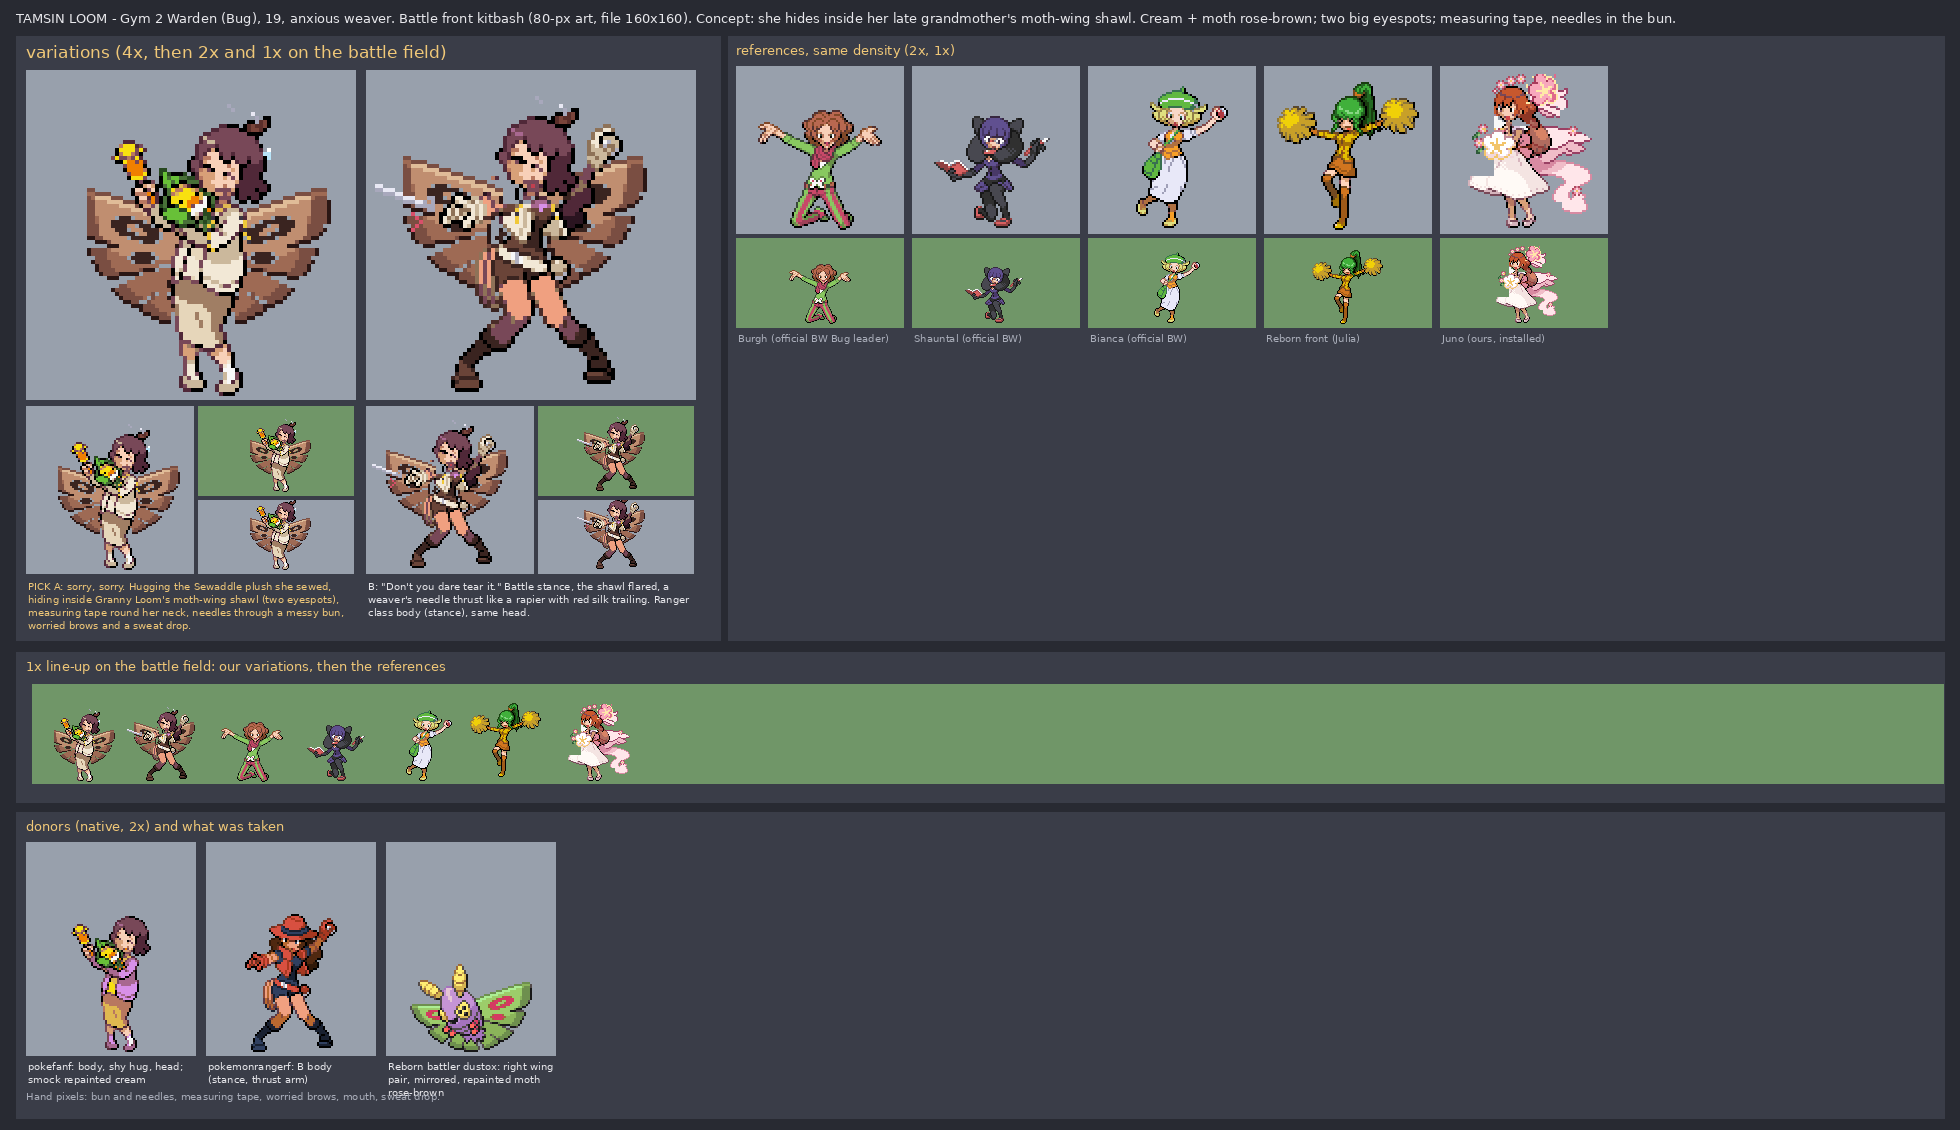 TAMSIN LOOM - Gym 2 Warden (Bug), 19, anxious weaver. Battle front kitbash (80-px art, file 160x160). Concept: she hides inside her late grandmother's moth-wing shawl. Cream + moth rose-brown; two big eyespots; measuring tape, needles in the bun.
variations (4x, then 2x and 1x on the battle field)
references, same density (2x, 1x)
Burgh (official BW Bug leader)
Shauntal (official BW)
Bianca (official BW)
Reborn front (Julia)
Juno (ours, installed)
PICK A: sorry, sorry. Hugging the Sewaddle plush she sewed,
hiding inside Granny Loom's moth-wing shawl (two eyespots),
measuring tape round her neck, needles through a messy bun,
worried brows and a sweat drop.
B: "Don't you dare tear it." Battle stance, the shawl flared, a
weaver's needle thrust like a rapier with red silk trailing. Ranger
class body (stance), same head.
1x line-up on the battle field: our variations, then the references
donors (native, 2x) and what was taken
pokefanf: body, shy hug, head;
smock repainted cream
pokemonrangerf: B body
(stance, thrust arm)
Reborn battler dustox: right wing
pair, mirrored, repainted moth
rose-brown
Hand pixels: bun and needles, measuring tape, worried brows, mouth, sweat drop.